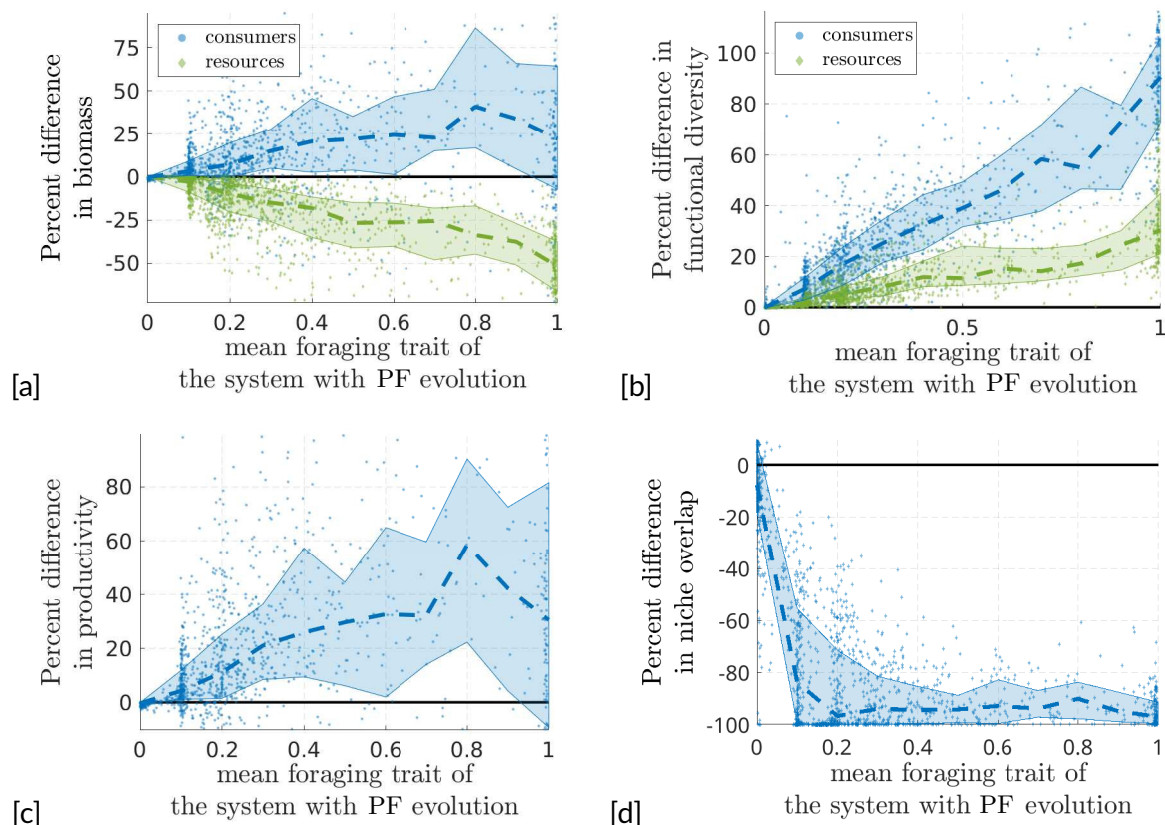 consumers
resources
75
50
25
0
-25
-50
Percent difference
in biomass
0 0.2 0.4 0.6 0.8 1
mean foraging trait of
the system with PF evolution
[a]
consumers
resources
100
80
60
40
20
0
Percent difference in
functional diversity
0 0.5 1
mean foraging trait of
the system with PF evolution
[b]
80
60
40
20
0
Percent difference
in productivity
0 0.2 0.4 0.6 0.8 1
mean foraging trait of
the system with PF evolution
[c]
0
-20
-40
-60
-80
-100
Percent difference
in niche overlap
0 0.2 0.4 0.6 0.8 1
mean foraging trait of
the system with PF evolution
[d]